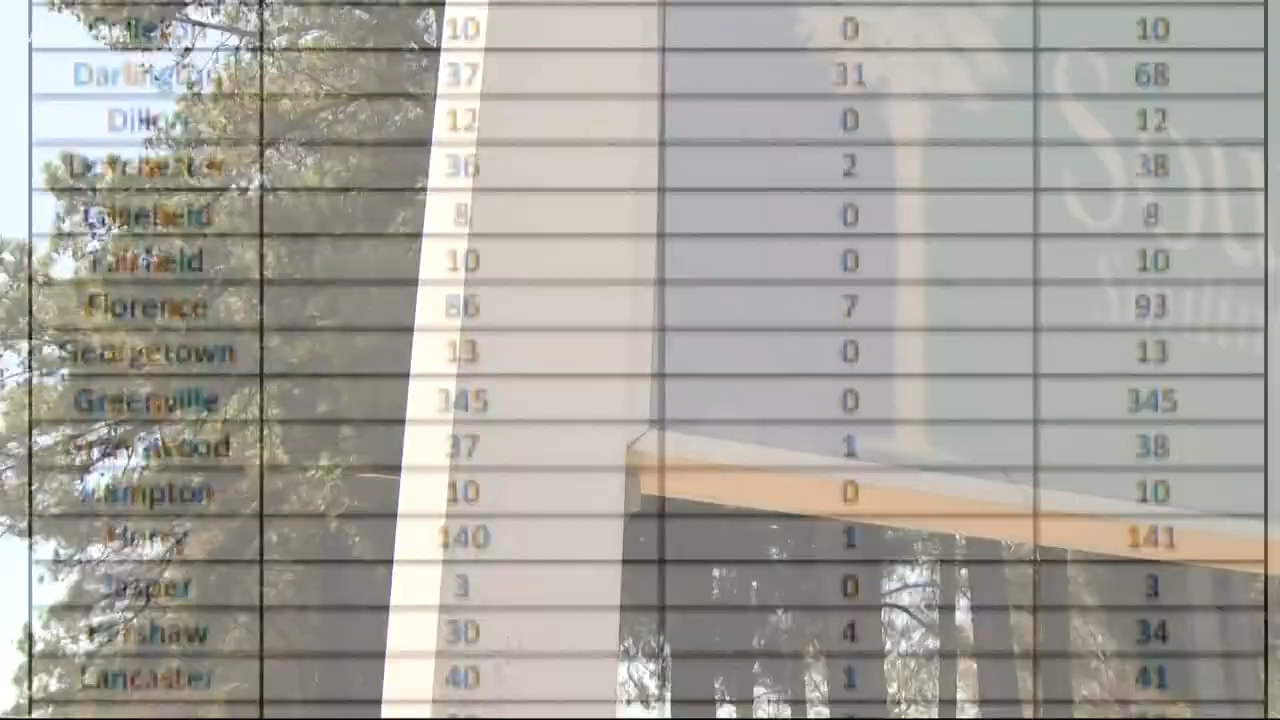 10 0 10
Darlington 37 31 68
Dillon 12 0 12
Dorchester 36 2 38
Edgefield 8 0 8
Fairfield 10 0 10
Florence 86 7 93
Georgetown 13 0 13
Greenville 345 0 345
Greenwood 37 1 38
Hampton 10 0 10
Horry 140 1 141
Jasper 3 0 3
Kershaw 30 4 34
Lancaster 40 1 41